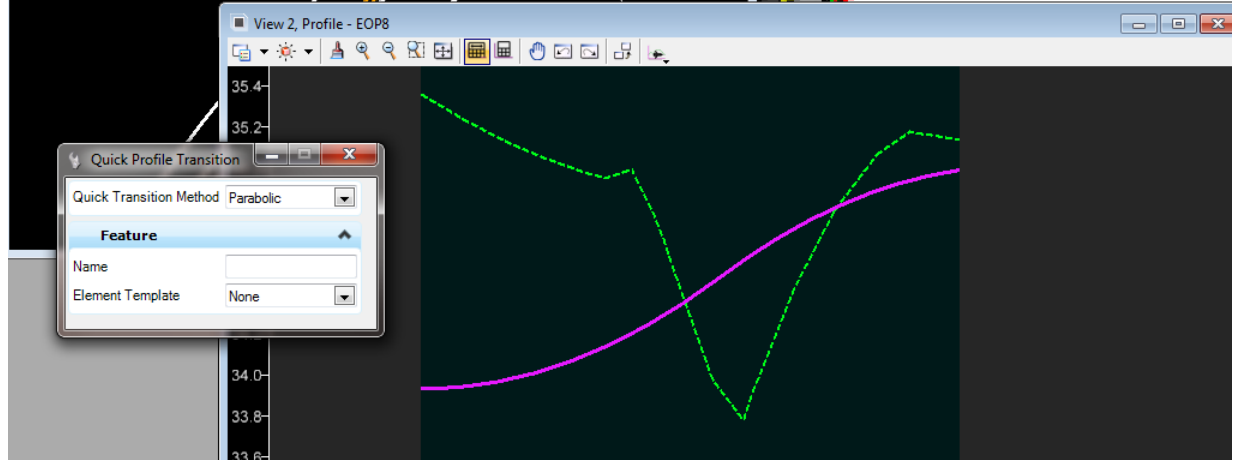 View 2, Profile - EOP8
35.4
35.2
Quick Profile Transition
Quick Transition Method Parabolic
Feature
Name
Element Template None
34.0
33.8
33.6